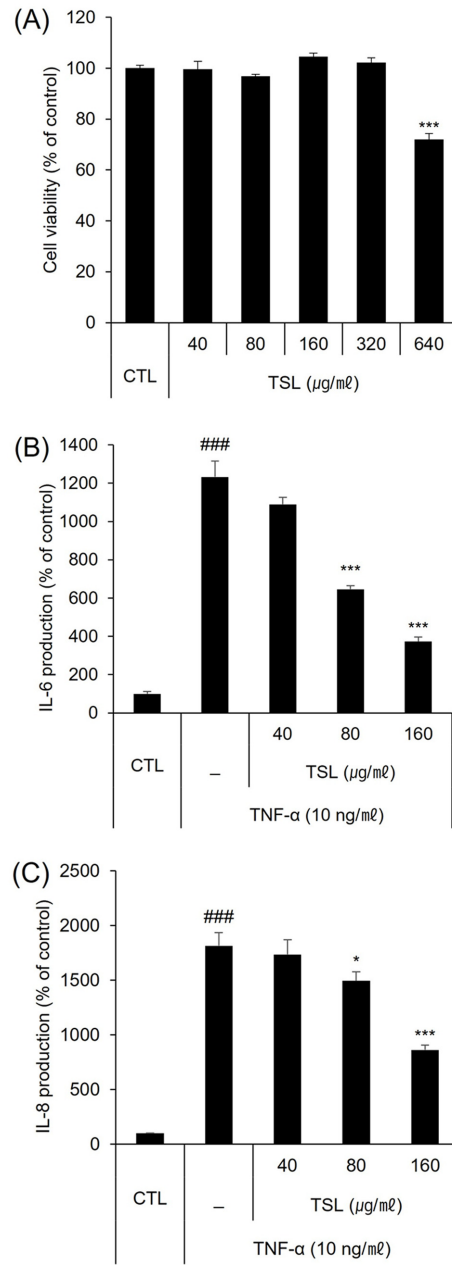 (A)
Cell viability (% of control)
120
100
80
60
40
20
0
***
CTL
40 80 160 320 640
TSL (μg/㎖)
(B)
IL-6 production (% of control)
1400
1200
1000
800
600
400
200
0
###
***
***
CTL
–
40 80 160
TSL (μg/㎖)
TNF-α (10 ng/㎖)
(C)
IL-8 production (% of control)
2500
2000
1500
1000
500
0
###
*
***
CTL
–
40 80 160
TSL (μg/㎖)
TNF-α (10 ng/㎖)